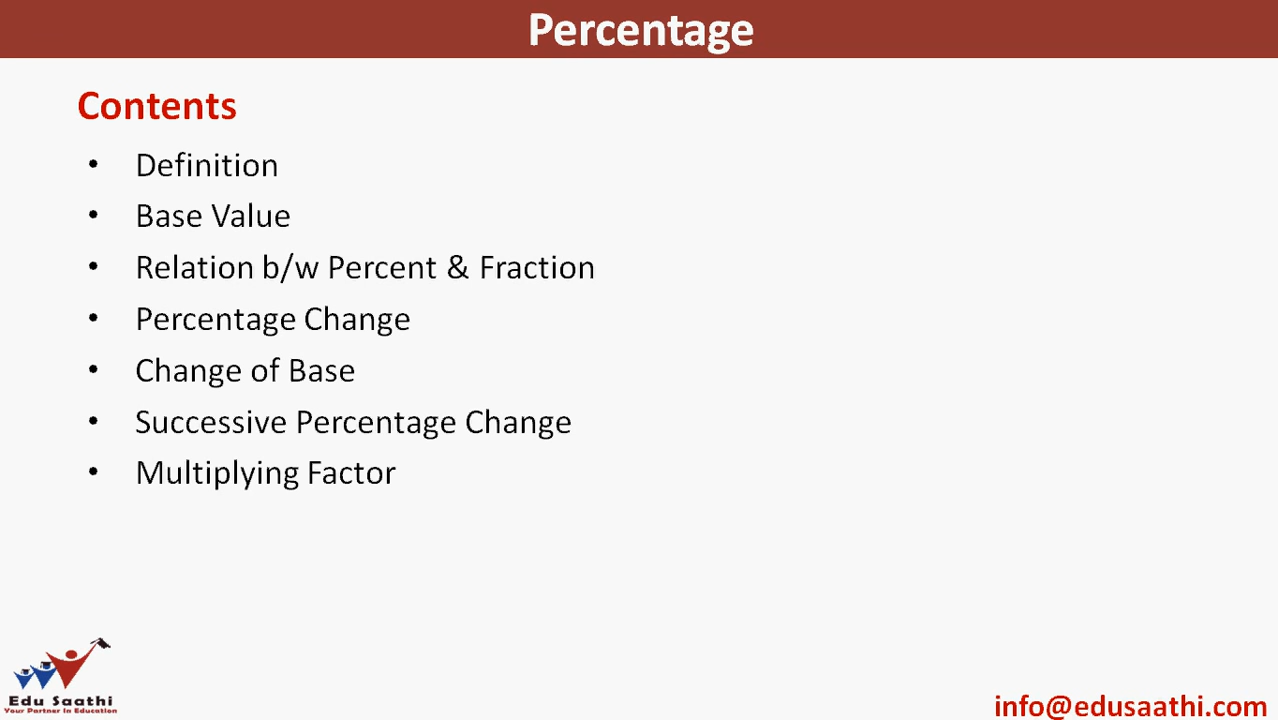 Percentage
Contents
• Definition
• Base Value
• Relation b/w Percent & Fraction
• Percentage Change
• Change of Base
• Successive Percentage Change
• Multiplying Factor
Edu Saathi
Your Partner In Education
info@edusaathi.com